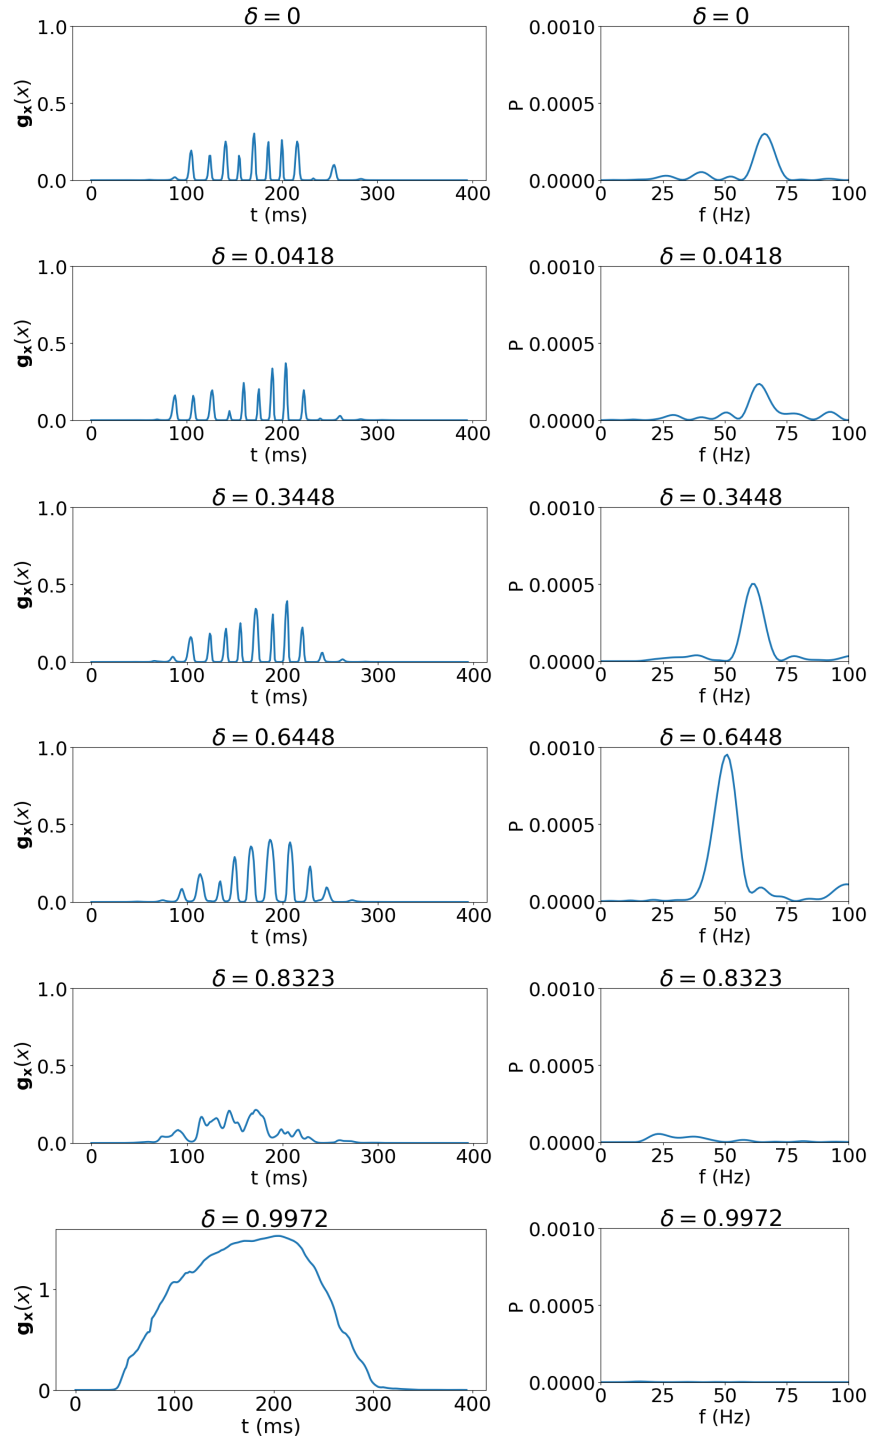 δ = 0
1.0
0.5
0.0
g𝐱(x)
0 100 200 300 400
t (ms)
δ = 0
0.0010
0.0005
0.0000
P
0 25 50 75 100
f (Hz)
δ = 0.0418
1.0
0.5
0.0
g𝐱(x)
0 100 200 300 400
t (ms)
δ = 0.0418
0.0010
0.0005
0.0000
P
0 25 50 75 100
f (Hz)
δ = 0.3448
1.0
0.5
0.0
g𝐱(x)
0 100 200 300 400
t (ms)
δ = 0.3448
0.0010
0.0005
0.0000
P
0 25 50 75 100
f (Hz)
δ = 0.6448
1.0
0.5
0.0
g𝐱(x)
0 100 200 300 400
t (ms)
δ = 0.6448
0.0010
0.0005
0.0000
P
0 25 50 75 100
f (Hz)
δ = 0.8323
1.0
0.5
0.0
g𝐱(x)
0 100 200 300 400
t (ms)
δ = 0.8323
0.0010
0.0005
0.0000
P
0 25 50 75 100
f (Hz)
δ = 0.9972
1
0
g𝐱(x)
0 100 200 300 400
t (ms)
δ = 0.9972
0.0010
0.0005
0.0000
P
0 25 50 75 100
f (Hz)